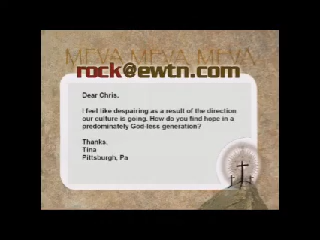 MEVA MEVA MEVA
rock@ewtn.com
Dear Chris,
I feel like despairing as a result of the direction
our culture is going. How do you find hope in a
predominately God-less generation?
Thanks,
Tina
Pittsburgh, Pa